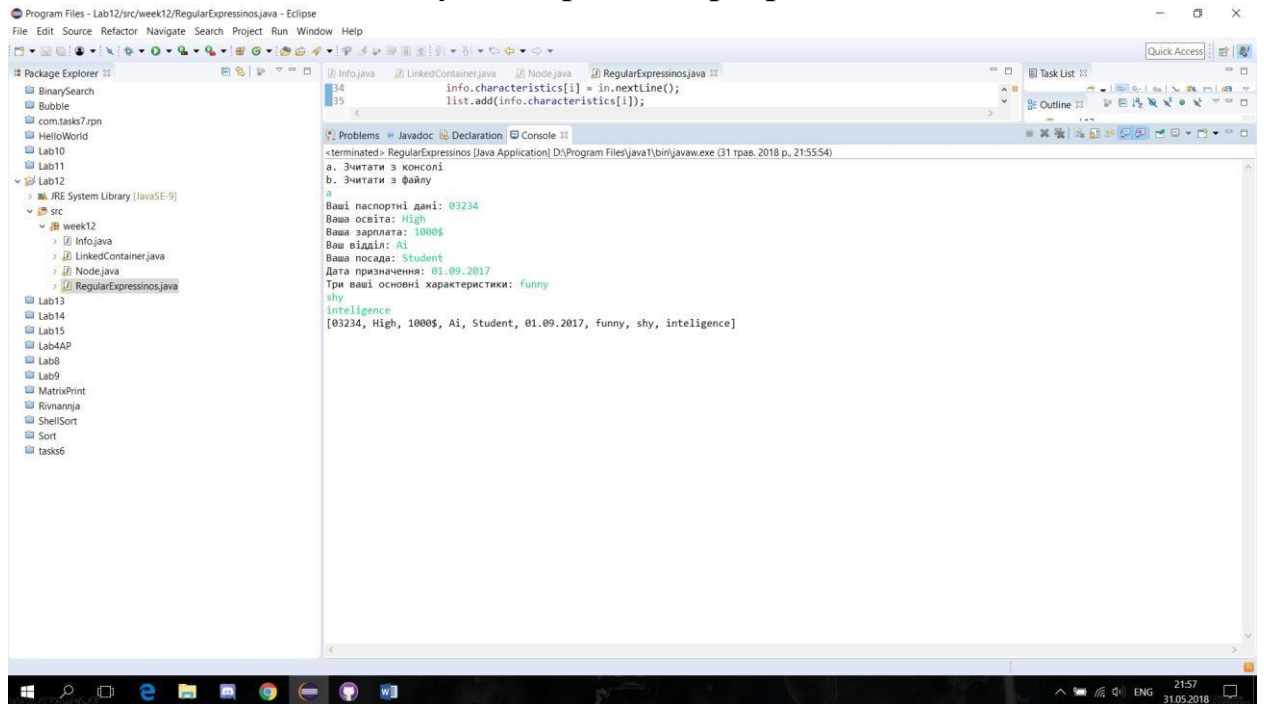 Program Files - Lab12/src/week12/RegularExpressinos.java - Eclipse
File Edit Source Refactor Navigate Search Project Run Window Help
Quick Access
Package Explorer
BinarySearch
Bubble
com.tasks7.rpn
HelloWorld
Lab10
Lab11
Lab12
JRE System Library [JavaSE-9]
src
week12
Info.java
LinkedContainer.java
Node.java
RegularExpressinos.java
Lab13
Lab14
Lab15
Lab4AP
Lab8
Lab9
MatrixPrint
Rivnannja
ShellSort
Sort
tasks6
Info.java LinkedContainer.java Node.java RegularExpressinos.java
34 info.characteristics[i] = in.nextLine();
35 list.add(info.characteristics[i]);
Task List
Outline
Problems Javadoc Declaration Console
<terminated> RegularExpressinos [Java Application] D:\Program Files\java1\bin\javaw.exe (31 трав. 2018 р., 21:55:54)
a. Зчитати з консолі
b. Зчитати з файлу
a
Ваші паспортні дані: 03234
Ваша освіта: High
Ваша зарплата: 1000$
Ваш відділ: Ai
Ваша посада: Student
Дата призначення: 01.09.2017
Три ваші основні характеристики: funny
shy
inteligence
[03234, High, 1000$, Ai, Student, 01.09.2017, funny, shy, inteligence]
ENG
21:57
31.05.2018